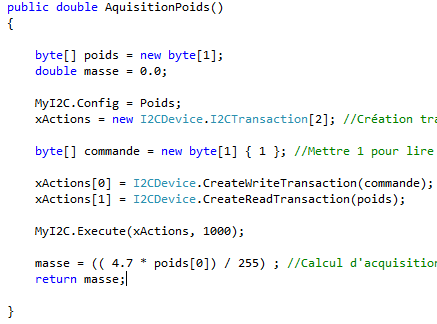 public double AquisitionPoids()
{
byte[] poids = new byte[1];
double masse = 0.0;
MyI2C.Config = Poids;
xActions = new I2CDevice.I2CTransaction[2]; //Création tra
byte[] commande = new byte[1] { 1 }; //Mettre 1 pour lire
xActions[0] = I2CDevice.CreateWriteTransaction(commande);
xActions[1] = I2CDevice.CreateReadTransaction(poids);
MyI2C.Execute(xActions, 1000);
masse = (( 4.7 * poids[0]) / 255) ; //Calcul d'acquisition
return masse;
}